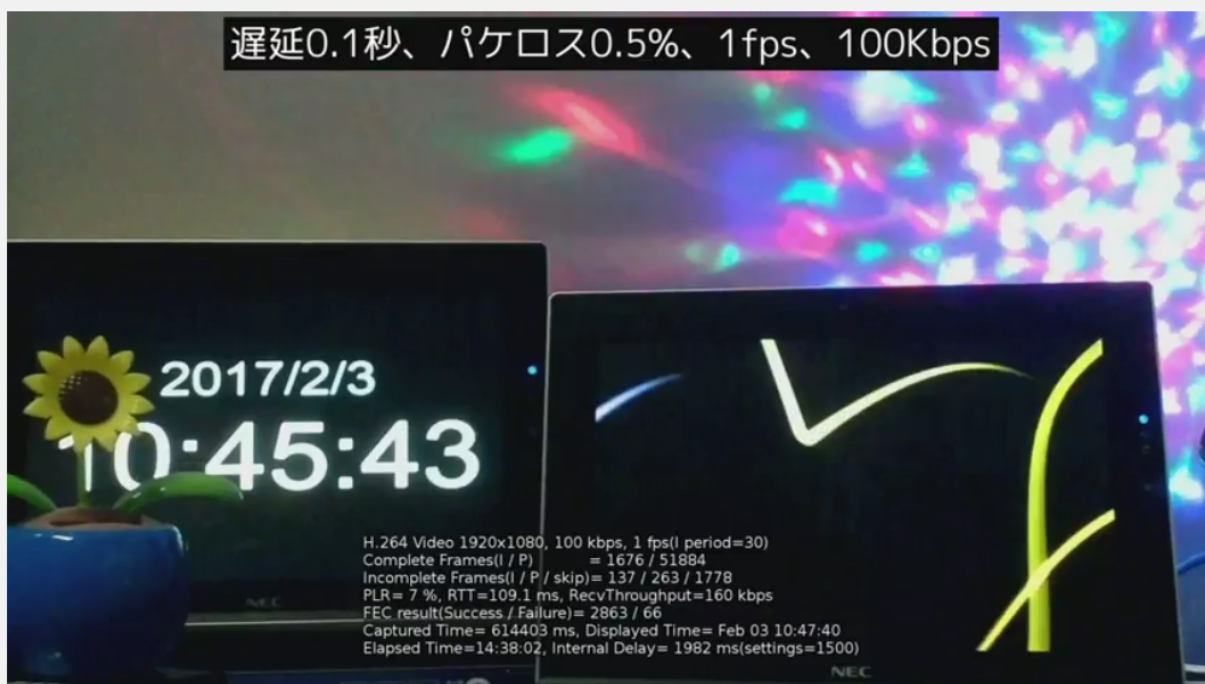 遅延0.1秒、パケロス0.5%、1fps、100Kbps
2017/2/3
10:45:43
H.264 Video 1920x1080, 100 kbps, 1 fps(I period=30)
Complete Frames(I / P) = 1676 / 51884
Incomplete Frames(I / P / skip)= 137 / 263 / 1778
PLR= 7 %, RTT=109.1 ms, RecvThroughput=160 kbps
FEC result(Success / Failure)= 2863 / 66
Captured Time= 614403 ms, Displayed Time= Feb 03 10:47:40
Elapsed Time=14:38:02, Internal Delay= 1982 ms(settings=1500)
NEC
NEC